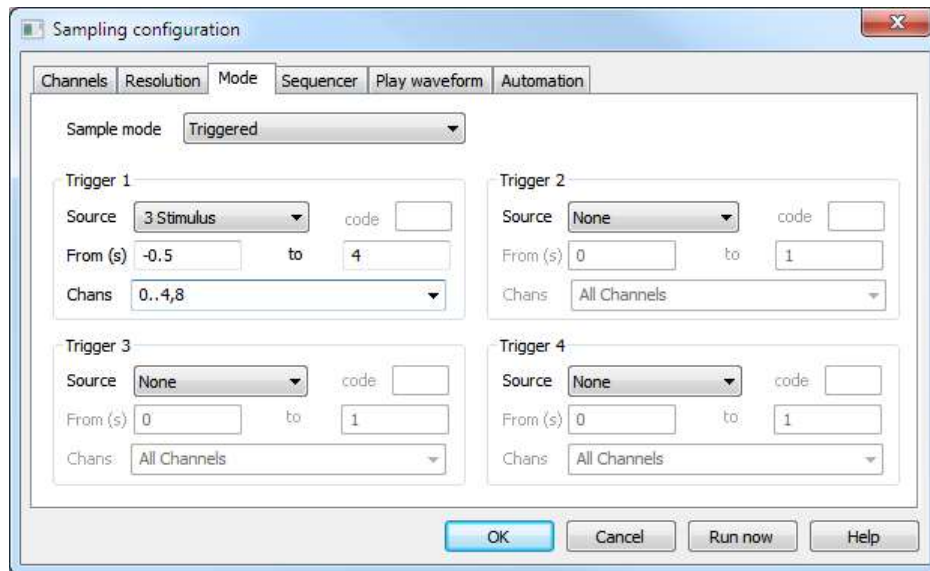 Sampling configuration
Channels Resolution Mode Sequencer Play waveform Automation
Sample mode Triggered
Trigger 1
Source 3 Stimulus code
From (s) -0.5 to 4
Chans 0..4,8
Trigger 2
Source None code
From (s) 0 to 1
Chans All Channels
Trigger 3
Source None code
From (s) 0 to 1
Chans All Channels
Trigger 4
Source None code
From (s) 0 to 1
Chans All Channels
OK Cancel Run now Help